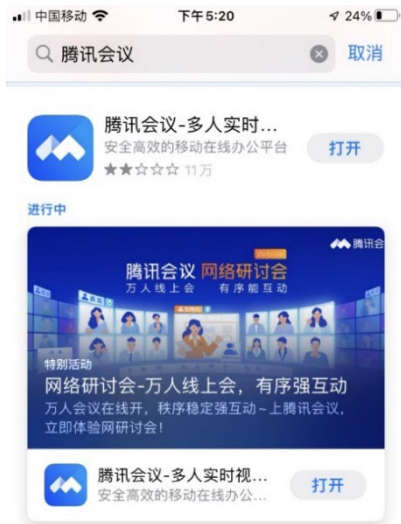 中国移动 下午5:20 24%
腾讯会议 取消
腾讯会议-多人实时...
安全高效的移动在线办公平台
打开
11万
进行中
腾讯会
腾讯会议 网络研讨会
万人线上会 有序能互动
特别活动
网络研讨会-万人线上会，有序强互动
万人会议在线开，秩序稳定强互动~上腾讯会议，
立即体验网研讨会！
腾讯会议-多人实时视...
安全高效的移动在线办公...
打开